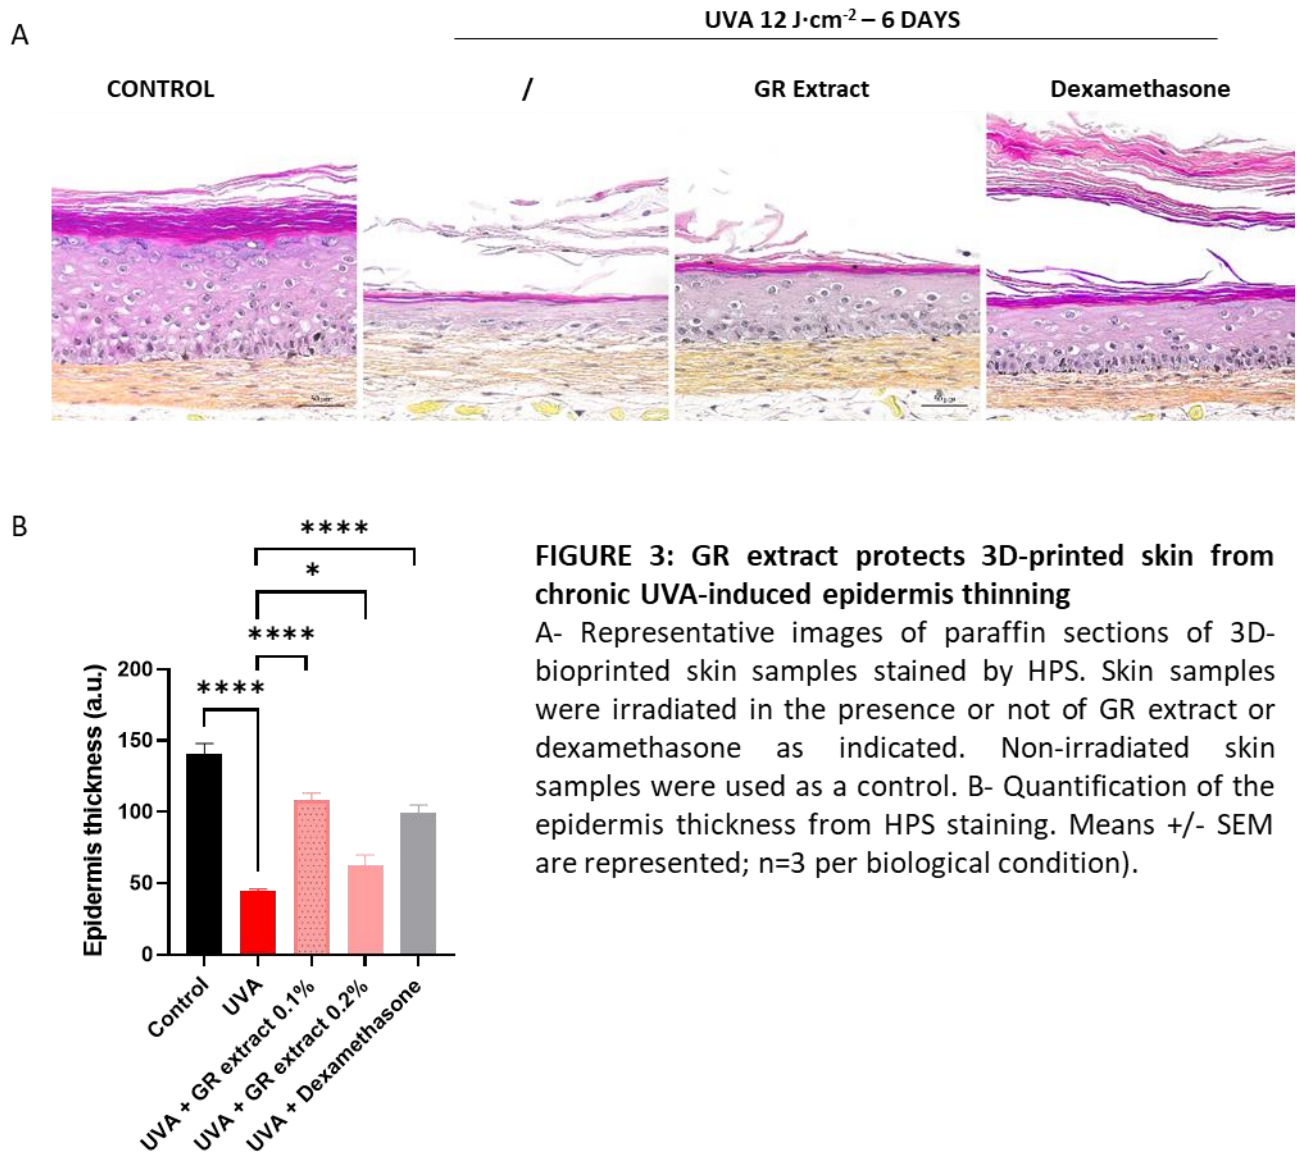 A
UVA 12 J·cm-2 – 6 DAYS
CONTROL
/
GR Extract
Dexamethasone
B
****
*
****
****
Epidermis thickness (a.u.)
200
150
100
50
0
Control
UVA
UVA + GR extract 0.1%
UVA + GR extract 0.2%
UVA + Dexamethasone
FIGURE 3: GR extract protects 3D-printed skin from
chronic UVA-induced epidermis thinning
A- Representative images of paraffin sections of 3D-
bioprinted skin samples stained by HPS. Skin samples
were irradiated in the presence or not of GR extract or
dexamethasone as indicated. Non-irradiated skin
samples were used as a control. B- Quantification of the
epidermis thickness from HPS staining. Means +/- SEM
are represented; n=3 per biological condition).